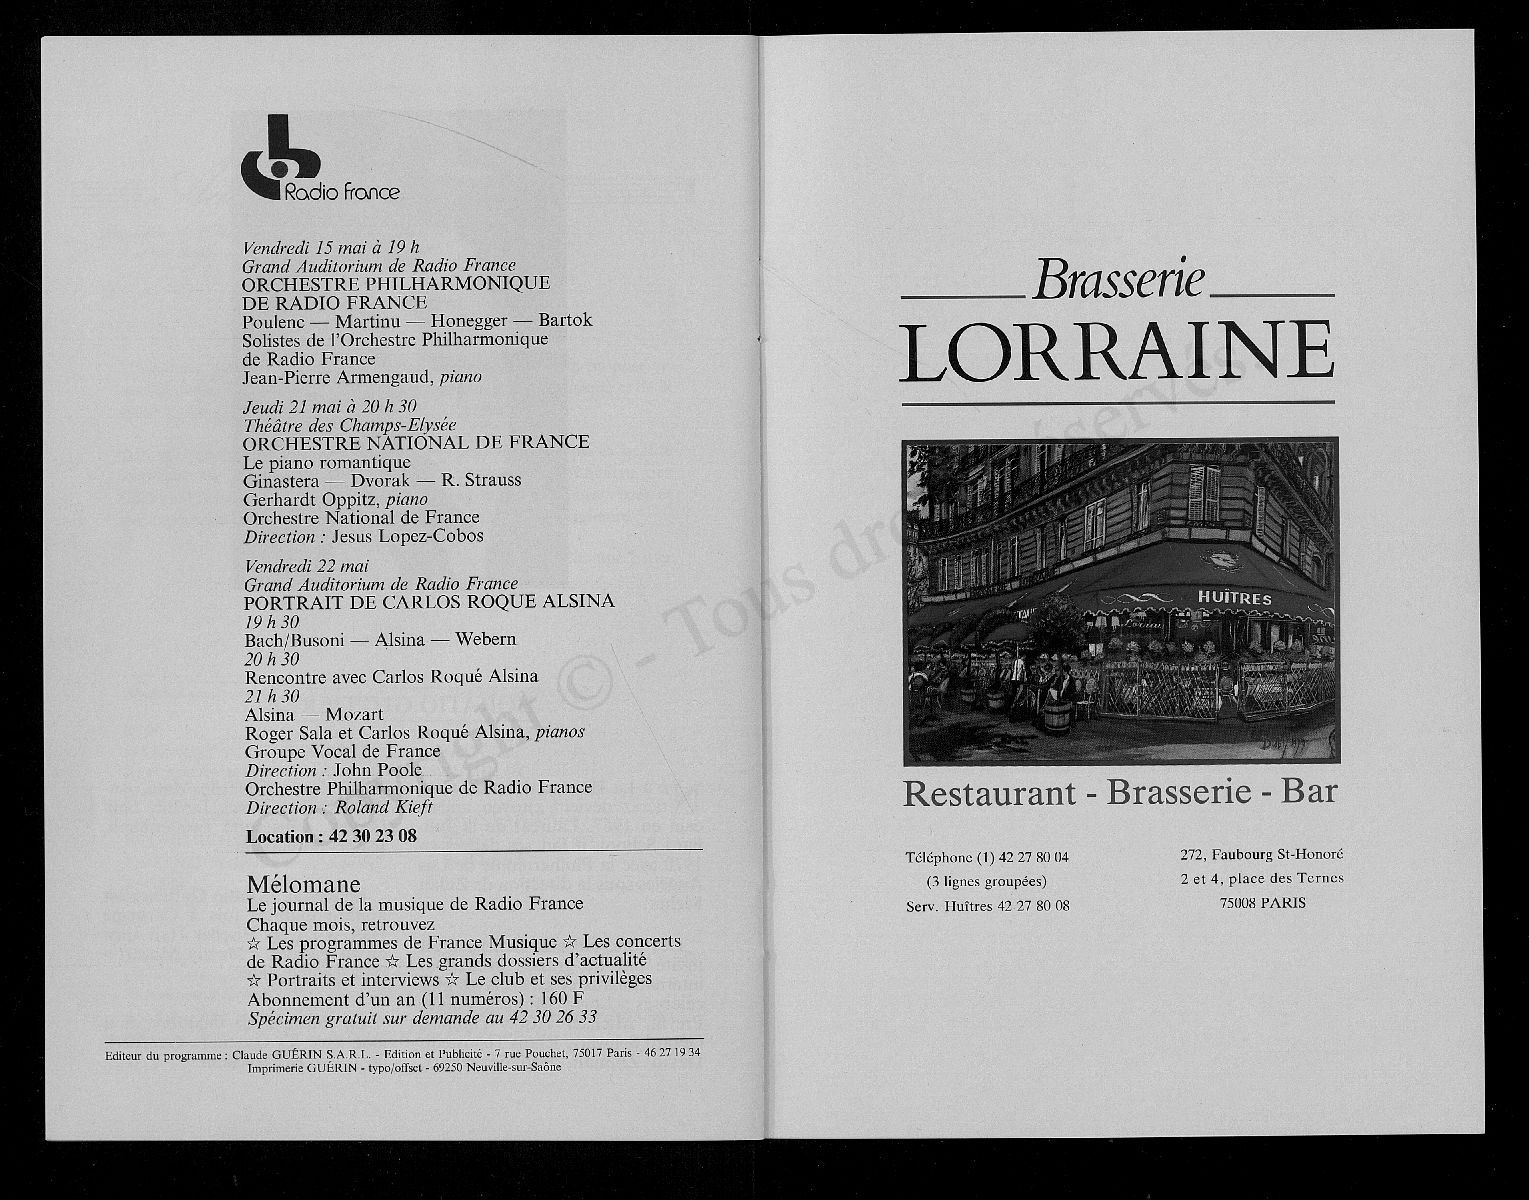 Radio france
Vendredi 15 mai à 19 h
Grand Auditorium de Radio France
ORCHESTRE PHILHARMONIQUE
DE RADIO FRANCE
Poulenc — Martinu — Honegger — Bartok
Solistes de l'Orchestre Philharmonique
de Radio France
Jean-Pierre Armengaud, piano
Jeudi 21 mai à 20 h 30
Théâtre des Champs-Elysée
ORCHESTRE NATIONAL DE FRANCE
Le piano romantique
Ginastera — Dvorak — R. Strauss
Gerhardt Oppitz, piano
Orchestre National de France
Direction : Jesus Lopez-Cobos
Vendredi 22 mai
Grand Auditorium de Radio France
PORTRAIT DE CARLOS ROQUE ALSINA
19 h 30
Bach/Busoni — Alsina — Webern
20 h 30
Rencontre avec Carlos Roqué Alsina
21 h 30
Alsina — Mozart
Roger Sala et Carlos Roqué Alsina, pianos
Groupe Vocal de France
Direction : John Poole
Orchestre Philharmonique de Radio France
Direction : Roland Kieft
Location : 42 30 23 08
Mélomane
Le journal de la musique de Radio France
Chaque mois, retrouvez
☆ Les programmes de France Musique ☆ Les concerts
de Radio France ☆ Les grands dossiers d'actualité
☆ Portraits et interviews ☆ Le club et ses privilèges
Abonnement d'un an (11 numéros) : 160 F
Spécimen gratuit sur demande au 42 30 26 33
Editeur du programme : Claude GUÉRIN S.A.R.L. - Edition et Publicité - 7 rue Pouchet, 75017 Paris - 46 27 19 34
Imprimerie GUÉRIN - typo/offset - 69250 Neuville-sur-Saône
Brasserie
LORRAINE
HUÎTRES
Restaurant - Brasserie - Bar
Téléphone (1) 42 27 80 04
(3 lignes groupées)
Serv. Huîtres 42 27 80 08
272, Faubourg St-Honoré
2 et 4, place des Ternes
75008 PARIS
Copyright © - Tous droits réservés